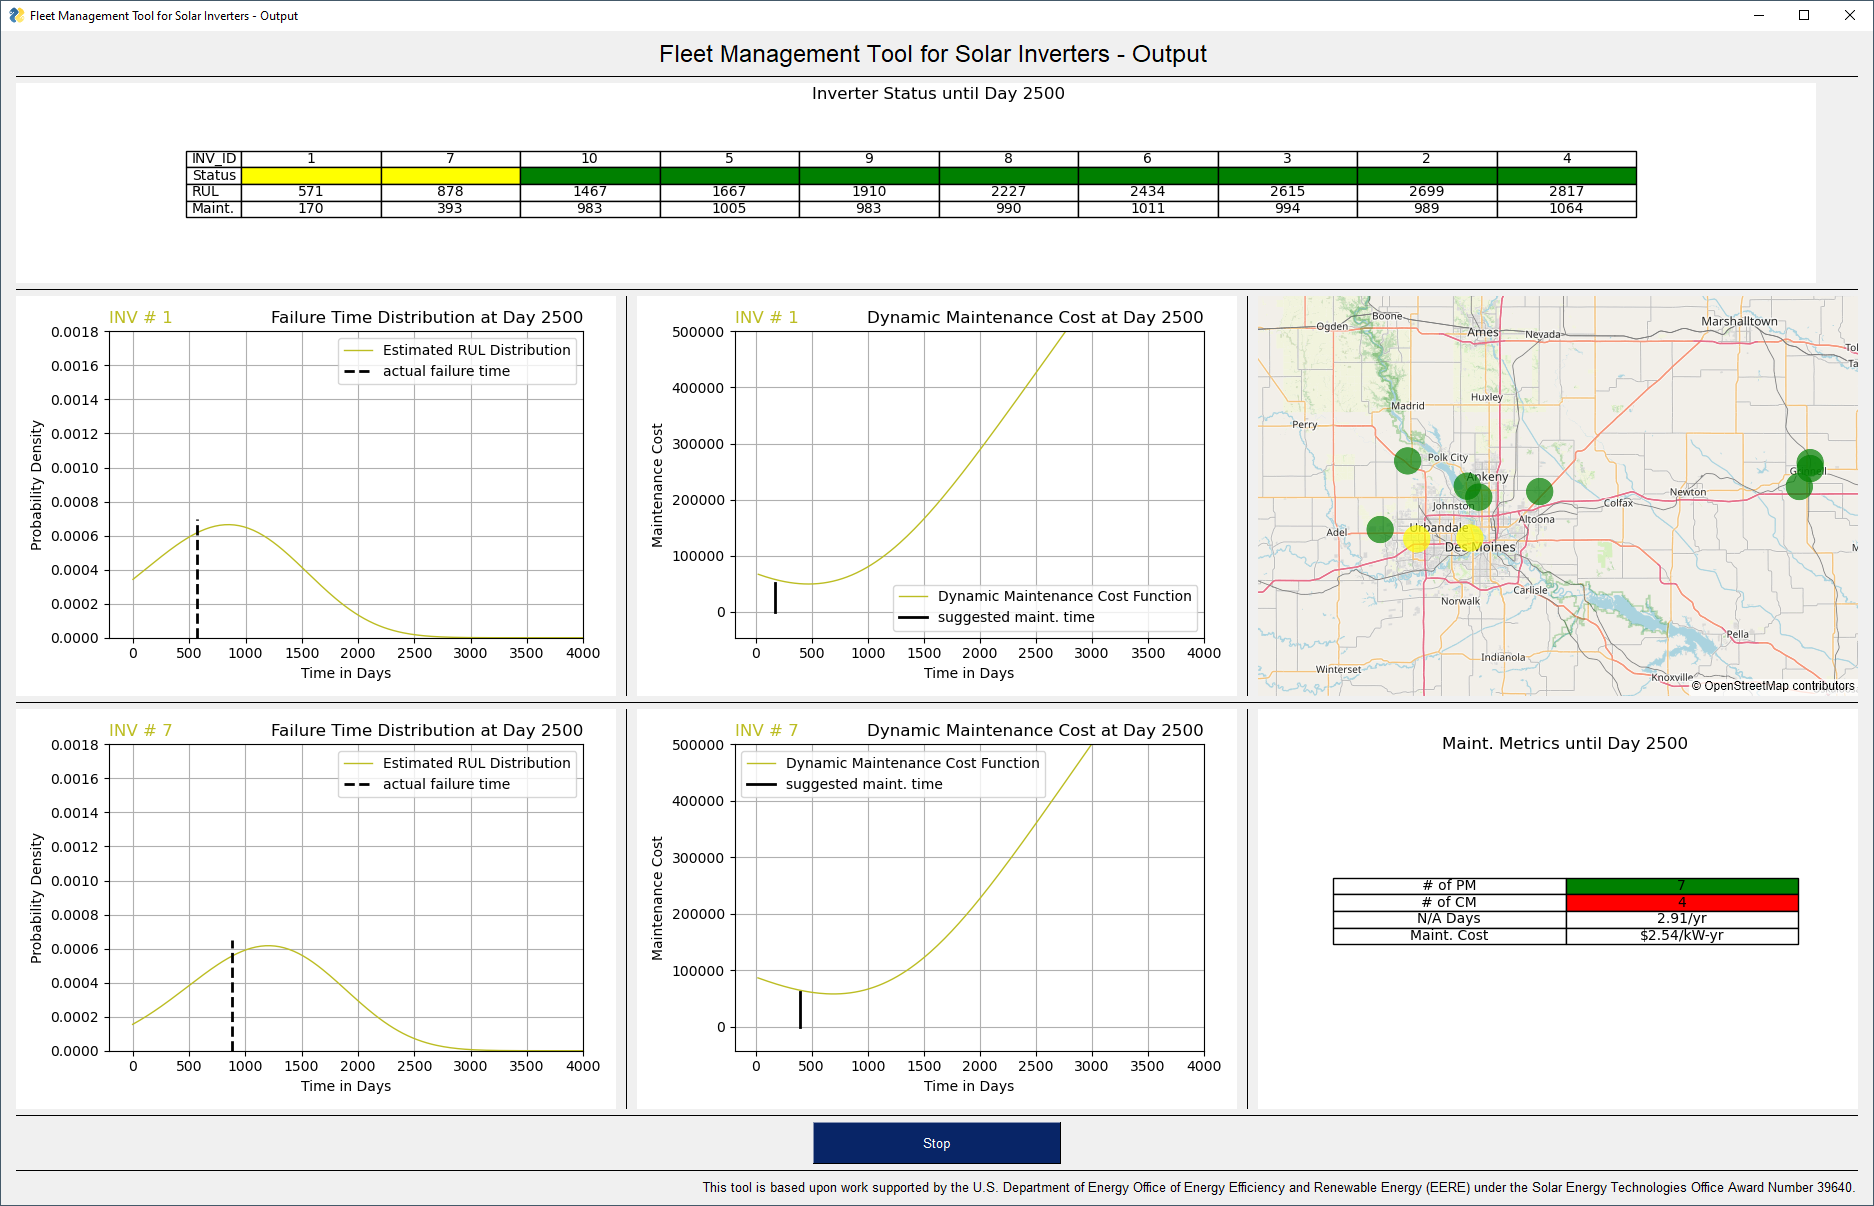 Fleet Management Tool for Solar Inverters - Output
Fleet Management Tool for Solar Inverters - Output
Inverter Status until Day 2500
INV_ID 1 7 10 5 9 8 6 3 2 4
Status
RUL 571 878 1467 1667 1910 2227 2434 2615 2699 2817
Maint. 170 393 983 1005 983 990 1011 994 989 1064
INV # 1 Failure Time Distribution at Day 2500
0.0018
0.0016
0.0014
0.0012
0.0010
0.0008
0.0006
0.0004
0.0002
0.0000
Probability Density
Estimated RUL Distribution
actual failure time
0 500 1000 1500 2000 2500 3000 3500 4000
Time in Days
INV # 1 Dynamic Maintenance Cost at Day 2500
500000
400000
300000
200000
100000
0
Maintenance Cost
Dynamic Maintenance Cost Function
suggested maint. time
0 500 1000 1500 2000 2500 3000 3500 4000
Time in Days
Boone
Ogden
Ames
Nevada
Marshalltown
Tol
Ta
Huxley
Madrid
Perry
Polk City
Ankeny
Newton
Colfax
Johnston
Altoona
Adel
Urbandale
Des Moines
M
Carlisle
Norwalk
Pella
Indianola
Winterset
Knoxville
© OpenStreetMap contributors
INV # 7 Failure Time Distribution at Day 2500
0.0018
0.0016
0.0014
0.0012
0.0010
0.0008
0.0006
0.0004
0.0002
0.0000
Probability Density
Estimated RUL Distribution
actual failure time
0 500 1000 1500 2000 2500 3000 3500 4000
Time in Days
INV # 7 Dynamic Maintenance Cost at Day 2500
500000
400000
300000
200000
100000
0
Maintenance Cost
Dynamic Maintenance Cost Function
suggested maint. time
0 500 1000 1500 2000 2500 3000 3500 4000
Time in Days
Maint. Metrics until Day 2500
# of PM 7
# of CM 4
N/A Days 2.91/yr
Maint. Cost $2.54/kW-yr
Stop
This tool is based upon work supported by the U.S. Department of Energy Office of Energy Efficiency and Renewable Energy (EERE) under the Solar Energy Technologies Office Award Number 39640.